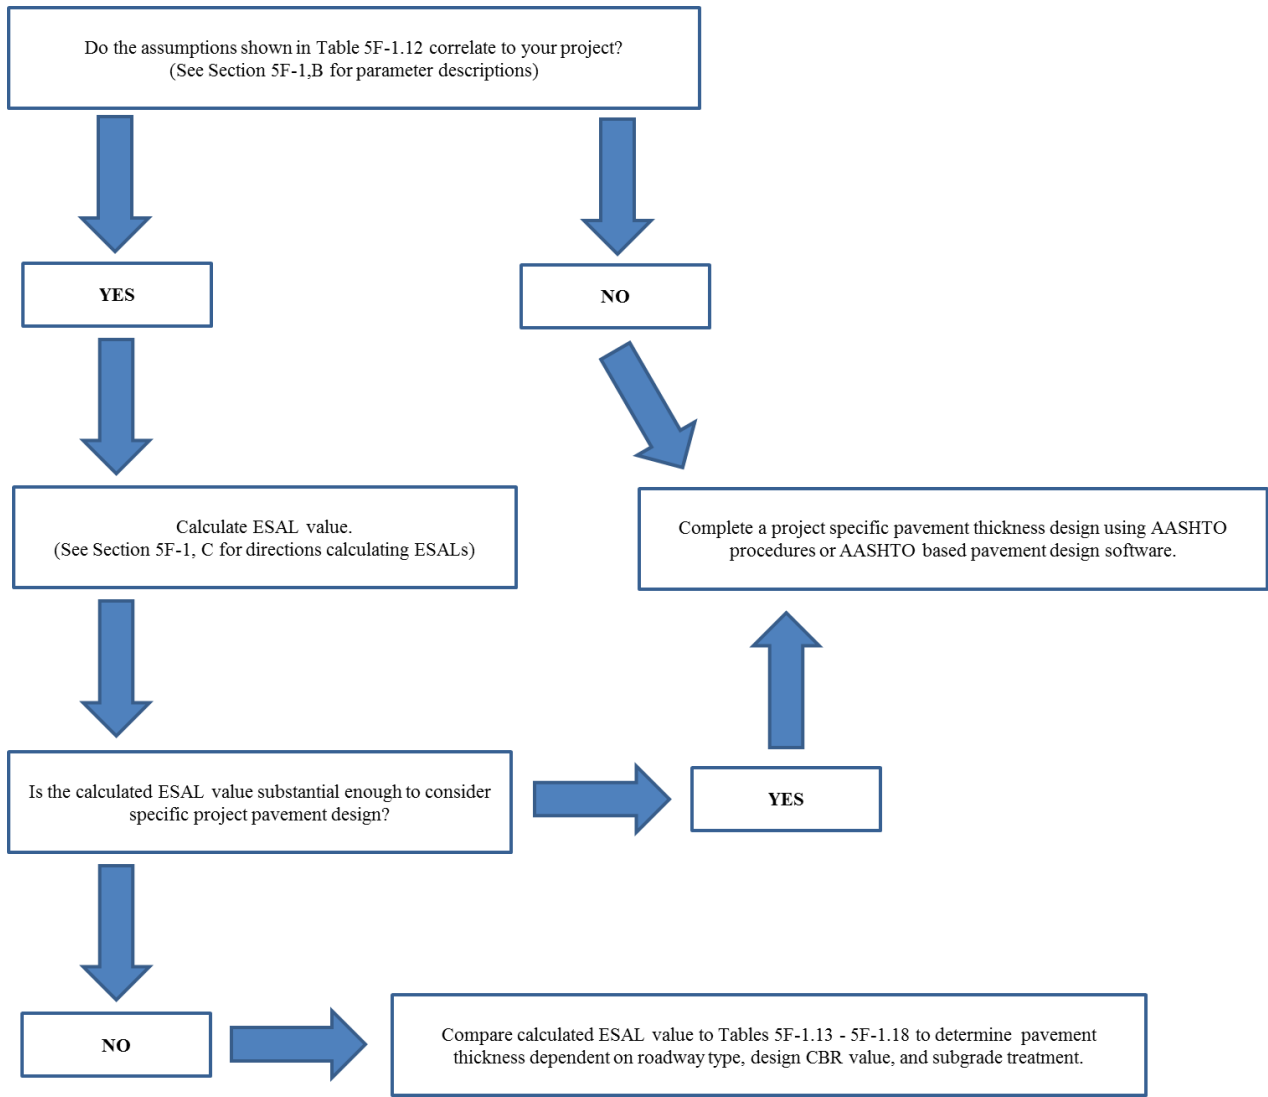 Do the assumptions shown in Table 5F-1.12 correlate to your project?
(See Section 5F-1,B for parameter descriptions)
YES
NO
Calculate ESAL value.
(See Section 5F-1, C for directions calculating ESALs)
Complete a project specific pavement thickness design using AASHTO
procedures or AASHTO based pavement design software.
Is the calculated ESAL value substantial enough to consider
specific project pavement design?
YES
NO
Compare calculated ESAL value to Tables 5F-1.13 - 5F-1.18 to determine pavement
thickness dependent on roadway type, design CBR value, and subgrade treatment.